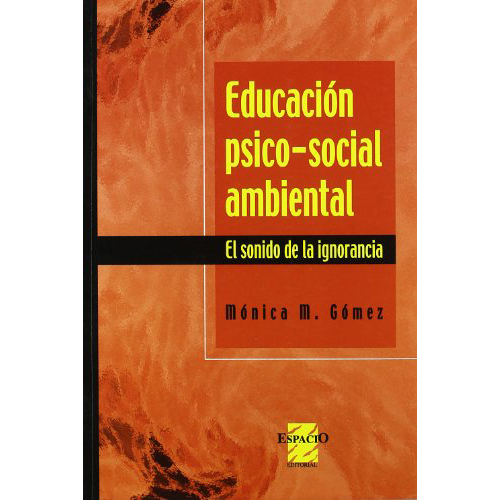 Educación
psico-social
ambiental
El sonido de la ignorancia
Mónica M. Gómez
ESPACIO
EDITORIAL